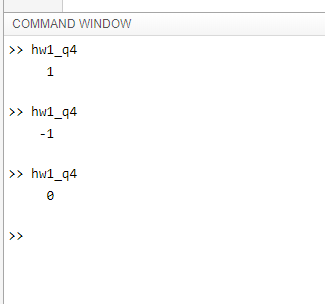 COMMAND WINDOW
>> hw1_q4
1
>> hw1_q4
-1
>> hw1_q4
0
>>